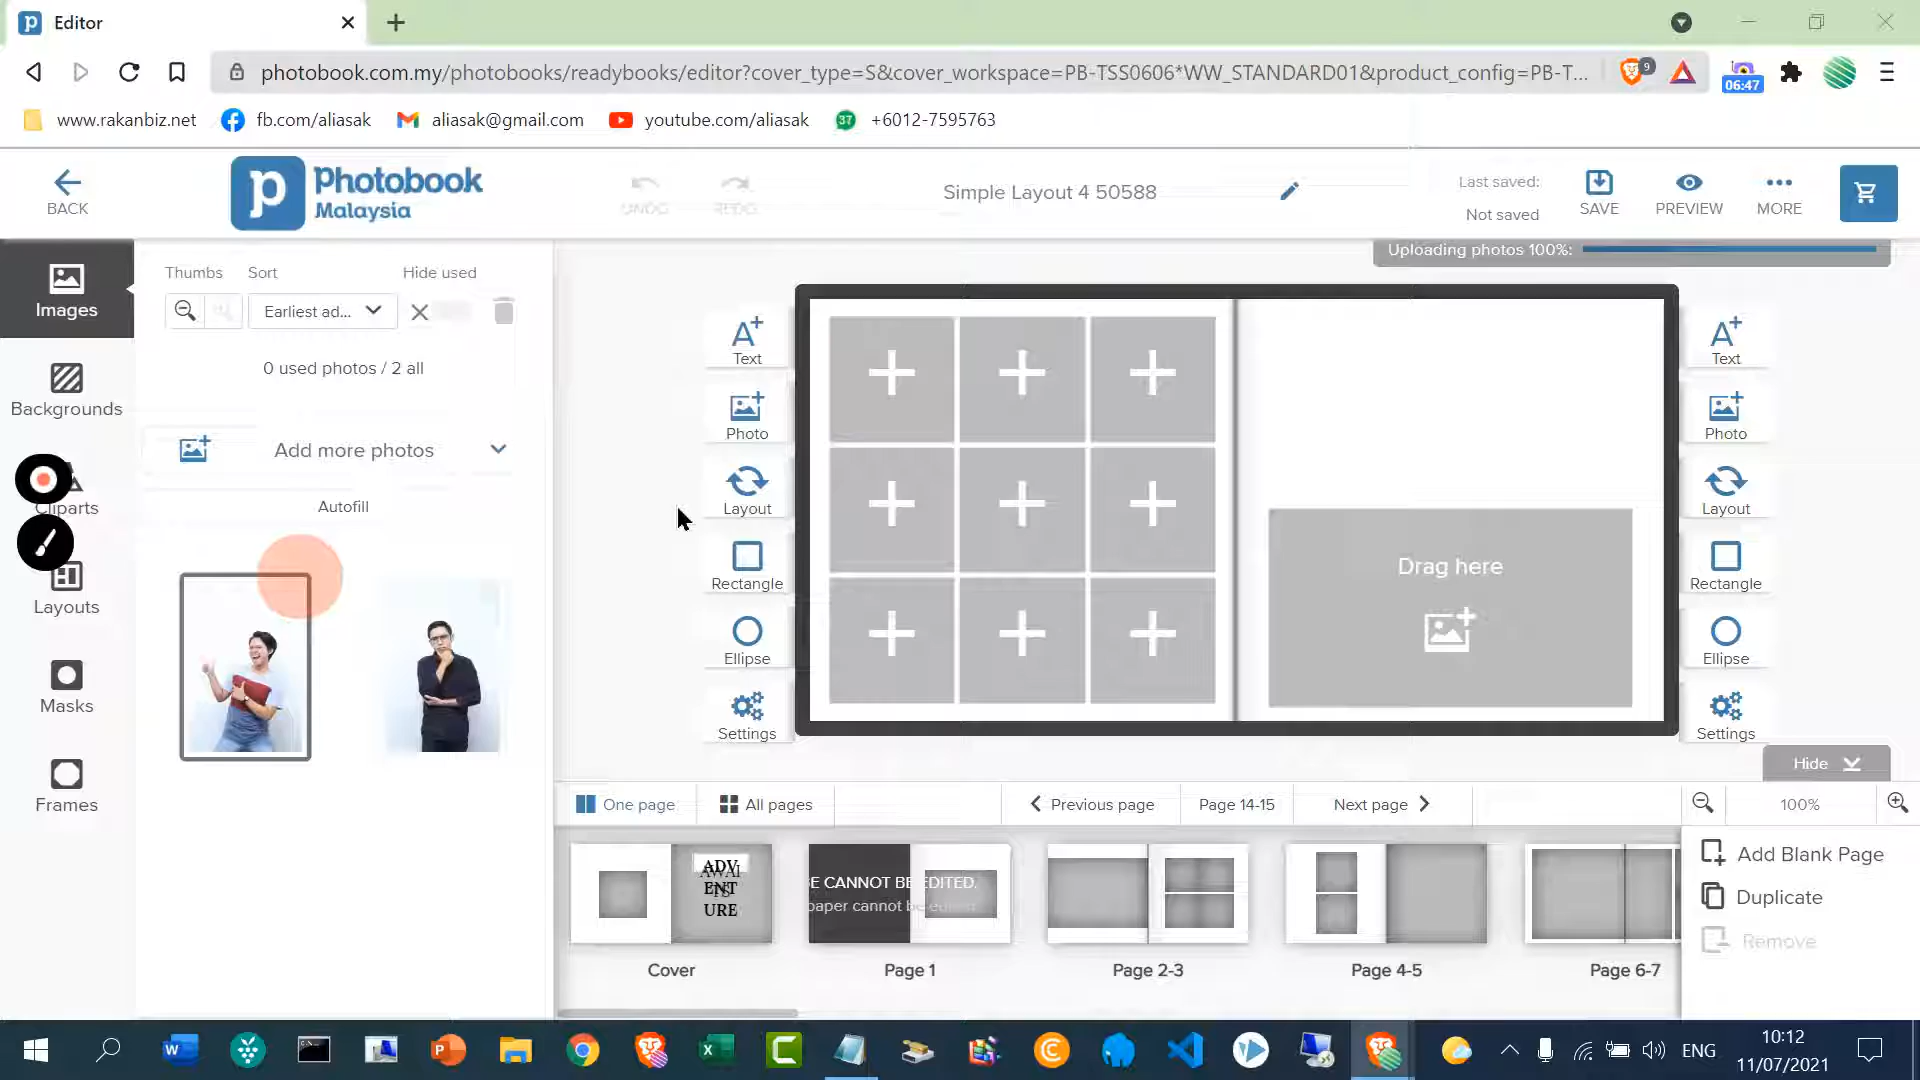 Editor
photobook.com.my/photobooks/readybooks/editor?cover_type=S&cover_workspace=PB-TSS0606*WW_STANDARD01&product_config=PB-T...
9
06:47
www.rakanbiz.net
fb.com/aliasak
aliasak@gmail.com
youtube.com/aliasak
37
+6012-7595763
BACK
Photobook
Malaysia
UNDO
REDO
Simple Layout 4 50588
Last saved:
Not saved
SAVE
PREVIEW
MORE
Uploading photos 100%:
Images
Backgrounds
Cliparts
Layouts
Masks
Frames
Thumbs
Sort
Hide used
Earliest ad...
0 used photos / 2 all
Add more photos
Autofill
Text
Photo
Layout
Rectangle
Ellipse
Settings
Drag here
Text
Photo
Layout
Rectangle
Ellipse
Settings
Hide
One page
All pages
Previous page
Page 14-15
Next page
100%
ADV
AWAI
ENT
TS
URE
E CANNOT BE EDITED.
paper cannot be
Cover
Page 1
Page 2-3
Page 4-5
Page 6-7
Add Blank Page
Duplicate
Remove
ENG
10:12
11/07/2021